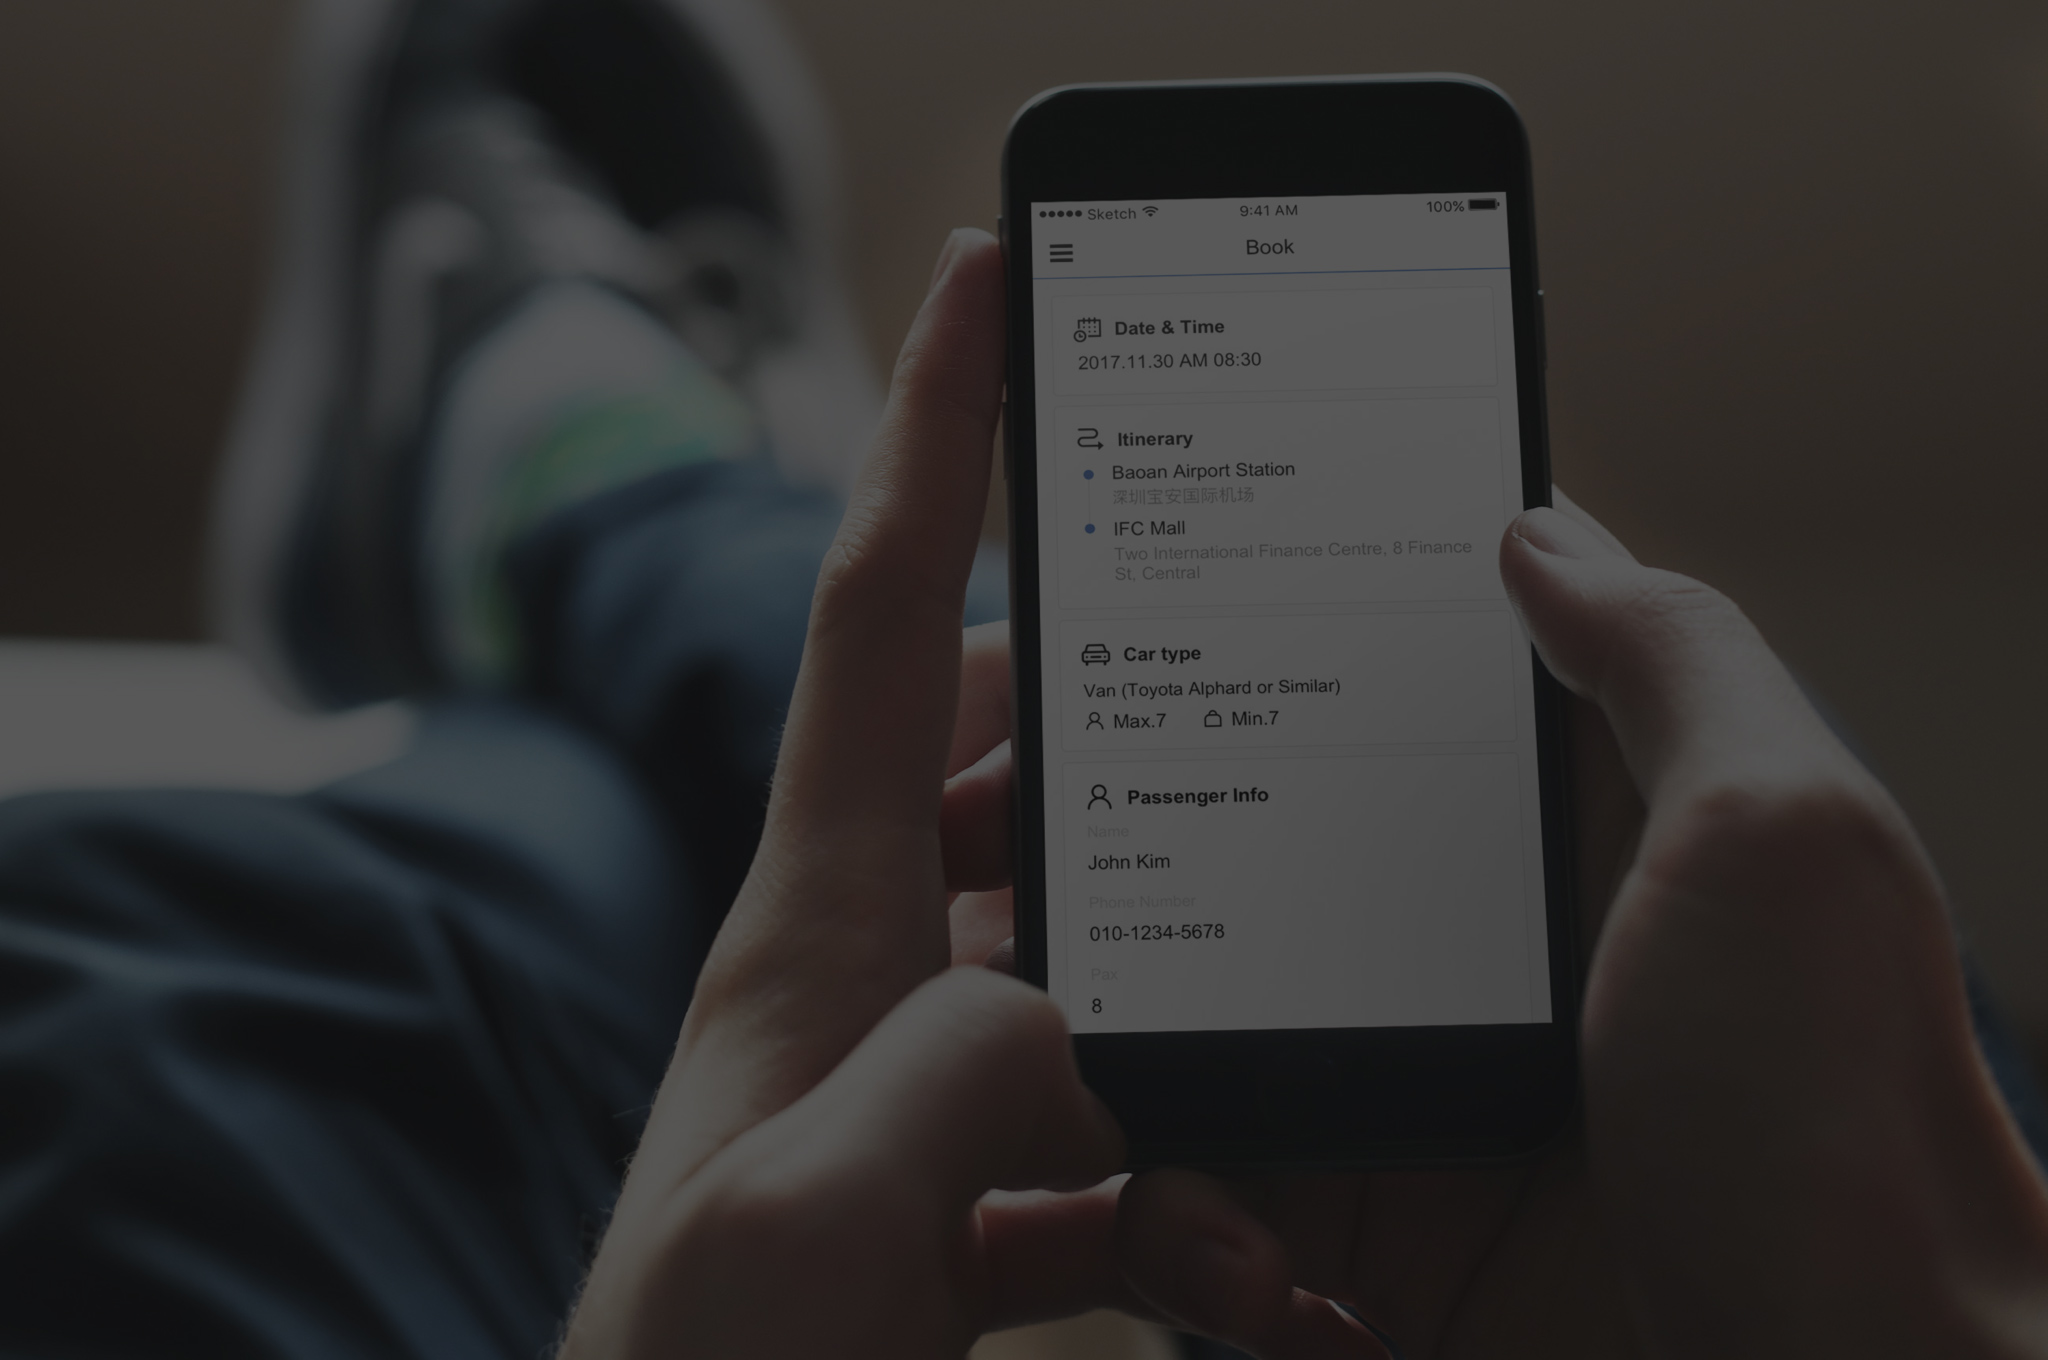 Sketch 9:41 AM 100%
Book
Date & Time
2017.11.30 AM 08:30
Itinerary
Baoan Airport Station
深圳宝安国际机场
IFC Mall
Two International Finance Centre, 8 Finance
St, Central
Car type
Van (Toyota Alphard or Similar)
Max.7 Min.7
Passenger Info
Name
John Kim
Phone Number
010-1234-5678
Pax
8